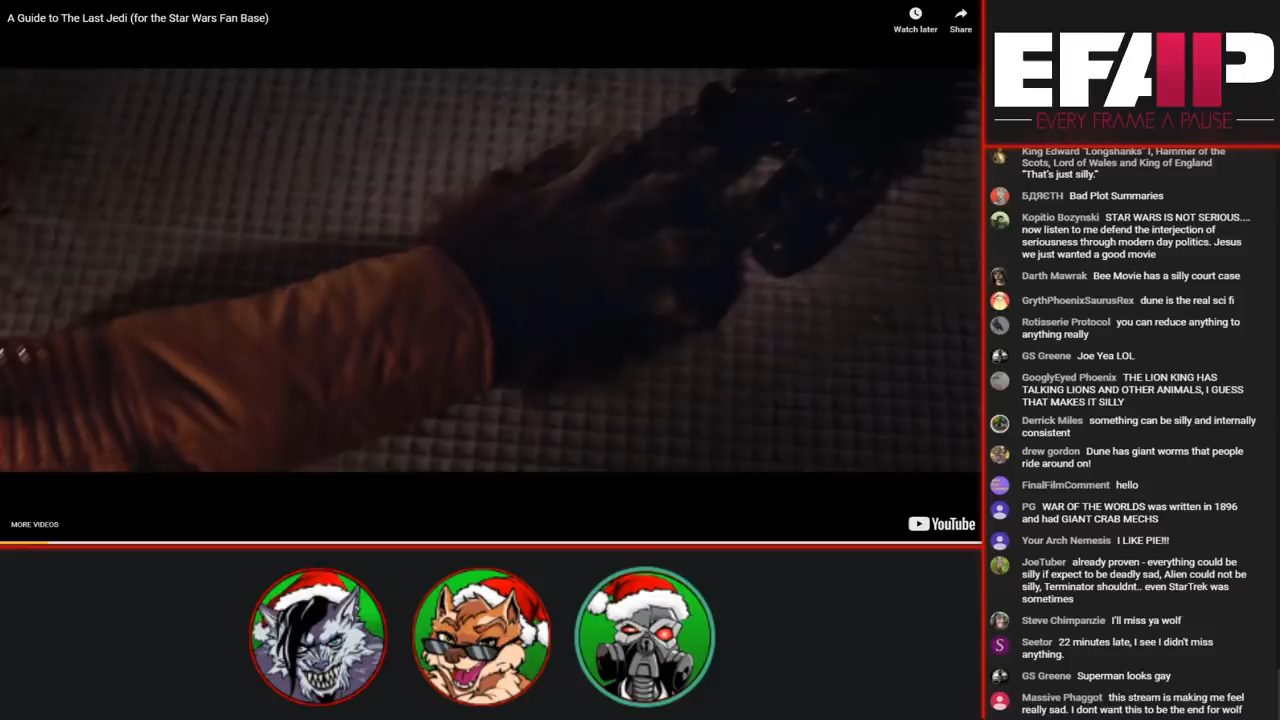 A Guide to The Last Jedi (for the Star Wars Fan Base)
Watch later
Share
MORE VIDEOS
YouTube
EFAP
EVERY FRAME A PAUSE
King Edward "Longshanks" I, Hammer of the
Scots, Lord of Wales and King of England
"That's just silly."
БДЯЄTH Bad Plot Summaries
Kopitio Bozynski STAR WARS IS NOT SERIOUS....
now listen to me defend the interjection of
seriousness through modern day politics. Jesus
we just wanted a good movie
Darth Mawrak Bee Movie has a silly court case
GrythPhoenixSaurusRex dune is the real sci fi
Rotisserie Protocol you can reduce anything to
anything really
GS Greene Joe Yea LOL
GooglyEyed Phoenix THE LION KING HAS
TALKING LIONS AND OTHER ANIMALS, I GUESS
THAT MAKES IT SILLY
Derrick Miles something can be silly and internally
consistent
drew gordon Dune has giant worms that people
ride around on!
FinalFilmComment hello
PG WAR OF THE WORLDS was written in 1896
and had GIANT CRAB MECHS
Your Arch Nemesis I LIKE PIE!!!
JoeTuber already proven - everything could be
silly if expect to be deadly sad, Alien could not be
silly, Terminator shouldnt.. even StarTrek was
sometimes
Steve Chimpanzie I'll miss ya wolf
S
Seetor 22 minutes late, I see I didn't miss
anything.
GS Greene Superman looks gay
Massive Phaggot this stream is making me feel
really sad. I dont want this to be the end for wolf